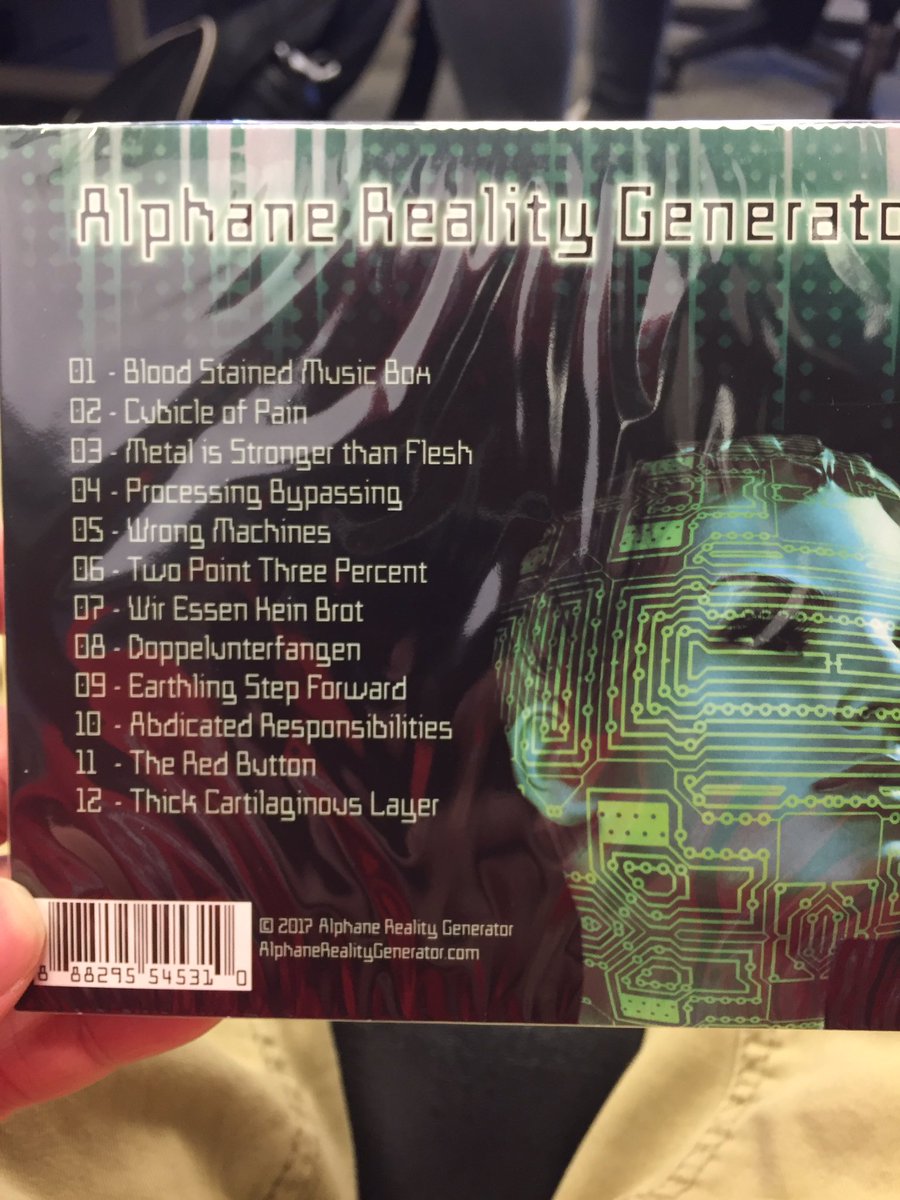 Alphane Reality Generato
01 - Blood Stained Music Box
02 - Cubicle of Pain
03 - Metal is Stronger than Flesh
04 - Processing Bypassing
05 - Wrong Machines
06 - Two Point Three Percent
07 - Wir Essen Kein Brot
08 - Doppelunterfangen
09 - Earthling Step Forward
10 - Abdicated Responsibilities
11 - The Red Button
12 - Thick Cartilaginous Layer
© 2017 Alphane Reality Generator
AlphaneRealityGenerator.com
8 88295 54531 0